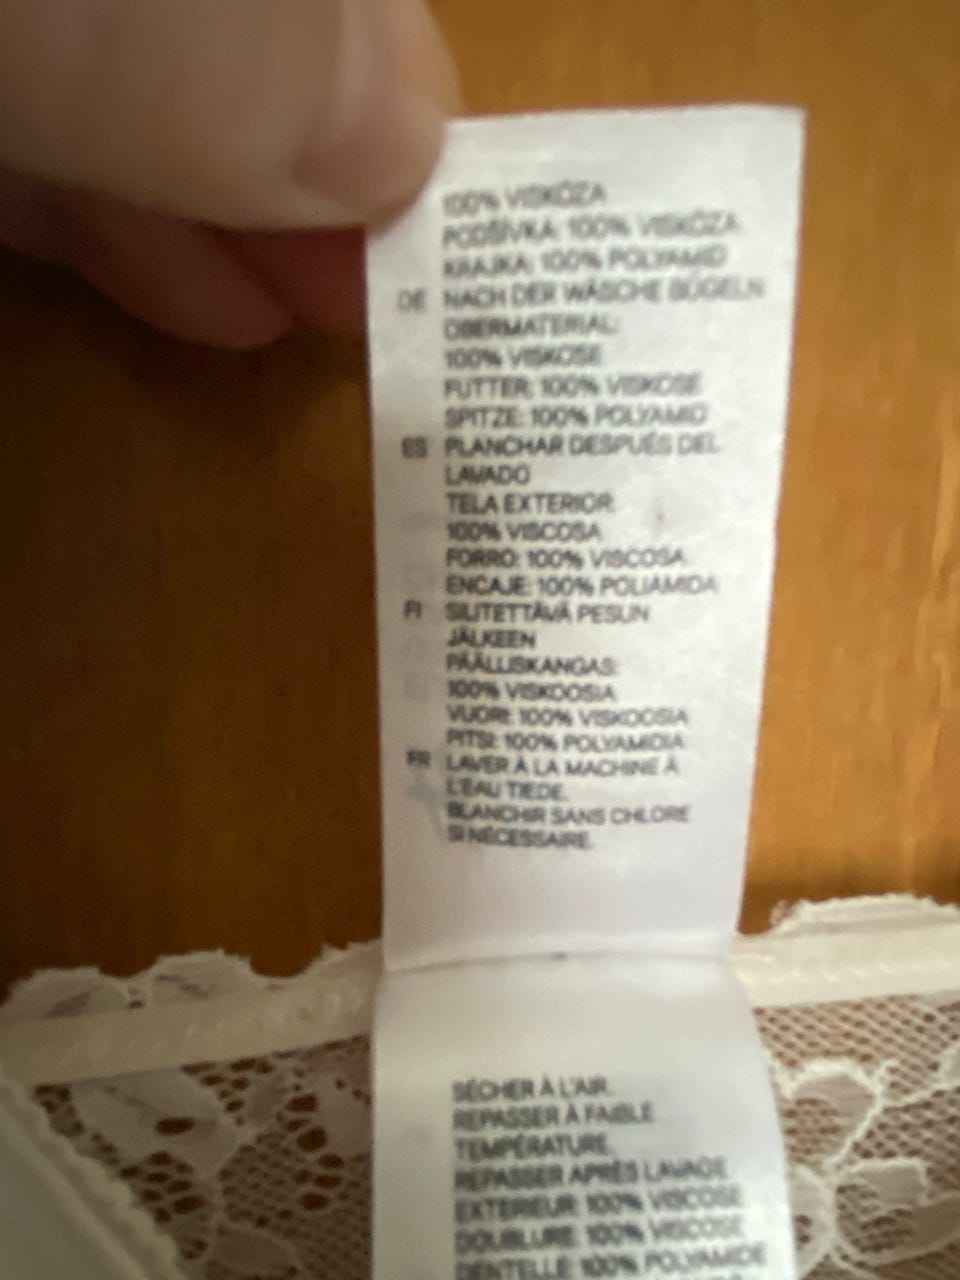 100% VISKÓZA
PODŠÍVKA: 100% VISKÓZA
KRAJKA: 100% POLYAMID
DE NACH DER WÄSCHE BÜGELN
OBERMATERIAL:
100% VISKOSE
FUTTER: 100% VISKOSE
SPITZE: 100% POLYAMID
ES PLANCHAR DESPUÉS DEL
LAVADO
TELA EXTERIOR:
100% VISCOSA
FORRO: 100% VISCOSA
ENCAJE: 100% POLIAMIDA
FI SILITETTÄVÄ PESUN
JÄLKEEN
PÄÄLLISKANGAS:
100% VISKOOSIA
VUORI: 100% VISKOOSIA
PITSI: 100% POLYAMIDIA
FR LAVER À LA MACHINE À
L'EAU TIEDE.
BLANCHIR SANS CHLORE
SI NÉCESSAIRE.
SÉCHER À L'AIR.
REPASSER À FAIBLE
TEMPÉRATURE.
REPASSER APRÈS LAVAGE
EXTERIEUR: 100% VISCOSE
DOUBLURE: 100% VISCOSE
DENTELLE: 100% POLYAMIDE